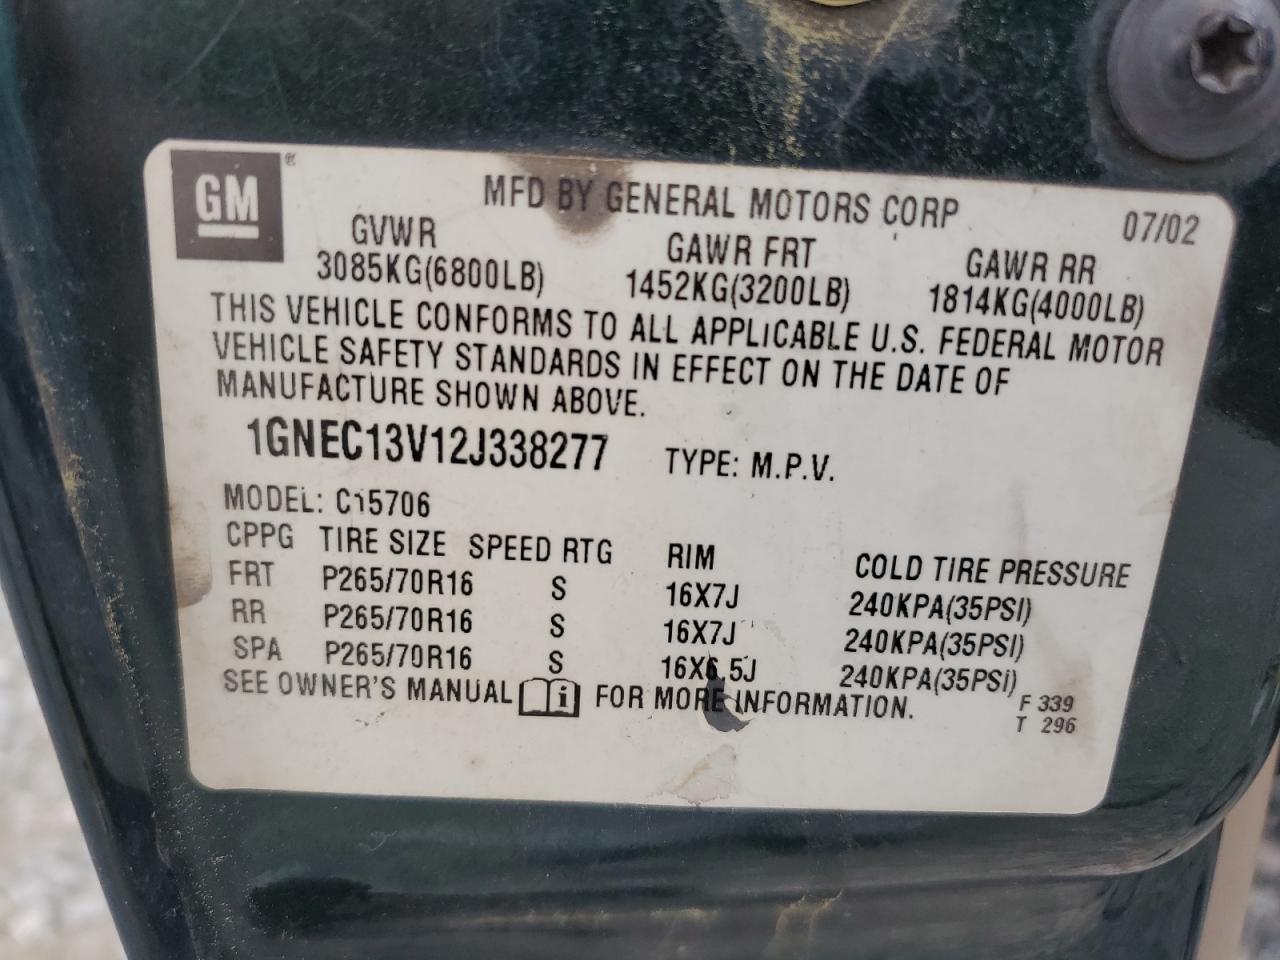 GM®
MFD BY GENERAL MOTORS CORP 07/02
GVWR GAWR FRT GAWR RR
3085KG(6800LB) 1452KG(3200LB) 1814KG(4000LB)
THIS VEHICLE CONFORMS TO ALL APPLICABLE U.S. FEDERAL MOTOR
VEHICLE SAFETY STANDARDS IN EFFECT ON THE DATE OF
MANUFACTURE SHOWN ABOVE.
1GNEC13V12J338277 TYPE: M.P.V.
MODEL: C15706
CPPG TIRE SIZE SPEED RTG RIM COLD TIRE PRESSURE
FRT P265/70R16 S 16X7J 240KPA(35PSI)
RR P265/70R16 S 16X7J 240KPA(35PSI)
SPA P265/70R16 S 16X6.5J 240KPA(35PSI)
SEE OWNER'S MANUAL i FOR MORE INFORMATION.
F 339
T 296